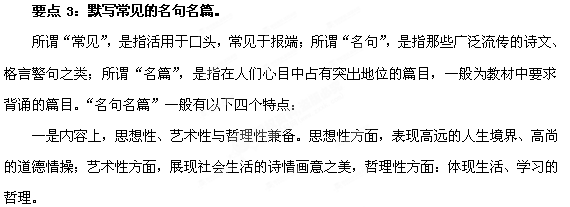 要点 3：默写常见的名句名篇。
所谓“常见”，是指活用于口头，常见于报端；所谓“名句”，是指那些广泛流传的诗文、
格言警句之类；所谓“名篇”，是指在人们心目中占有突出地位的篇目，一般为教材中要求
背诵的篇目。“名句名篇”一般有以下四个特点：
一是内容上，思想性、艺术性与哲理性兼备。思想性方面，表现高远的人生境界、高尚
的道德情操；艺术性方面，展现社会生活的诗情画意之美，哲理性方面：体现生活、学习的
哲理。